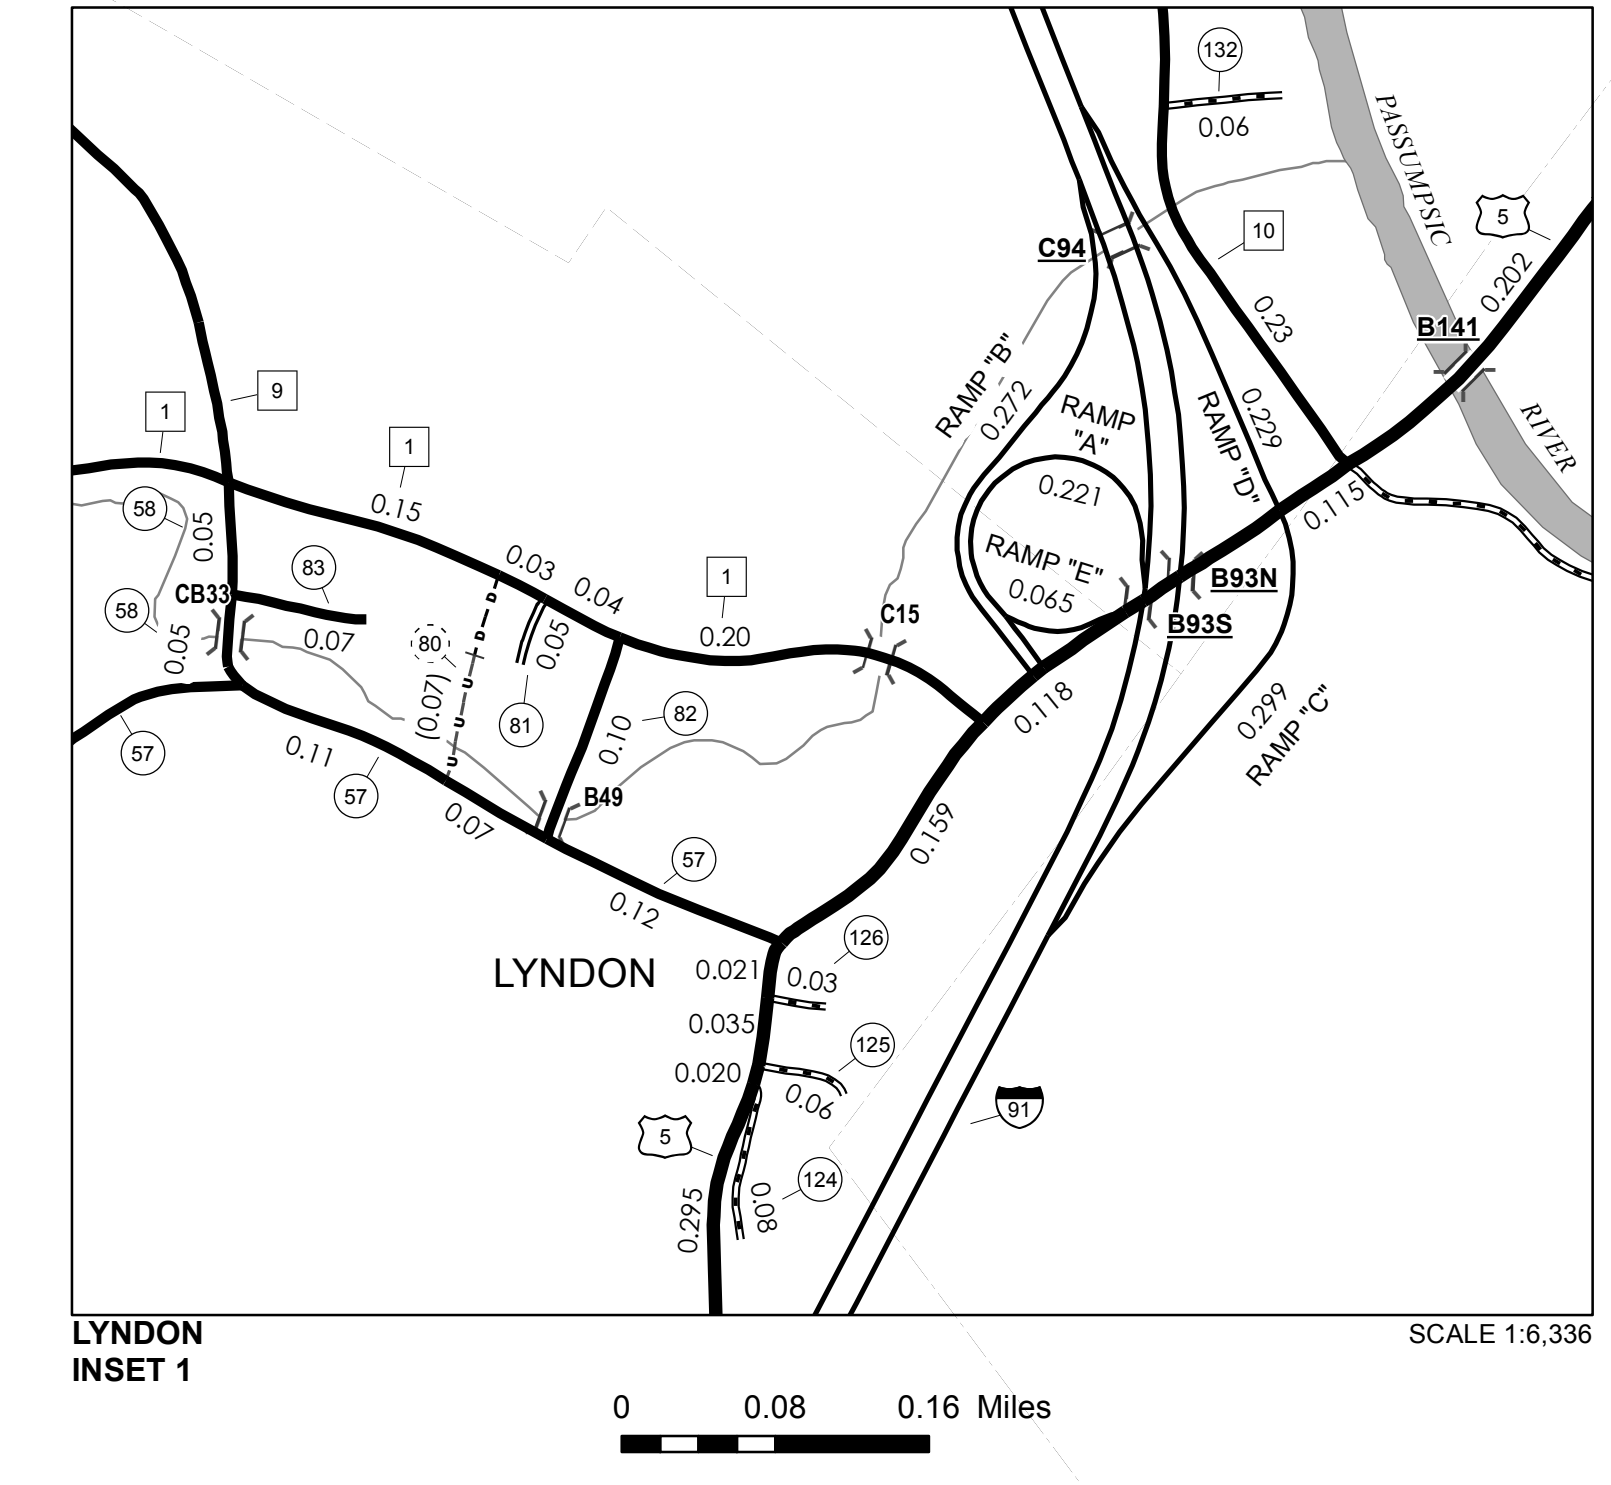 132
0.06
PASSUMPSIC
5
10
C94
0.202
0.23
B141
RAMP "B"
9
0.272
RAMP
"A"
RAMP "D"
0.229
RIVER
1
1
0.221
0.115
58
0.15
0.05
RAMP "E"
0.065
0.03
83
1
B93N
CB33
0.04
58
C15
B93S
0.05
0.07
80
0.05
0.20
P
P
U
U
U
U
(0.07)
81
82
0.10
0.118
0.299
RAMP "C"
57
0.11
57
B49
0.07
0.159
57
0.12
126
LYNDON
0.021
0.03
0.035
125
0.020
0.06
91
5
124
0.295
0.08
LYNDON
INSET 1
SCALE 1:6,336
0 0.08 0.16 Miles